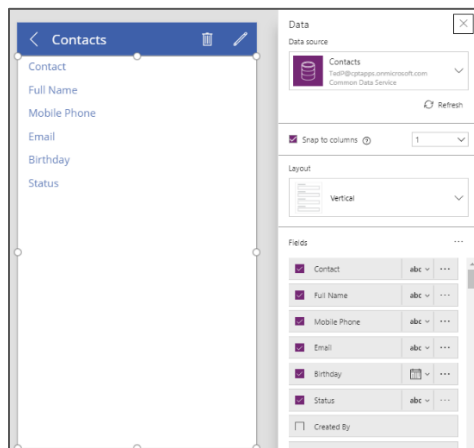 Contacts
Contact
Full Name
Mobile Phone
Email
Birthday
Status
Data
Data source
Contacts
TedP@cptapps.onmicrosoft.com
Common Data Service
Refresh
Snap to columns ?
1
Layout
Vertical
Fields
...
Contact abc ...
Full Name abc ...
Mobile Phone abc ...
Email abc ...
Birthday ...
Status abc ...
Created By